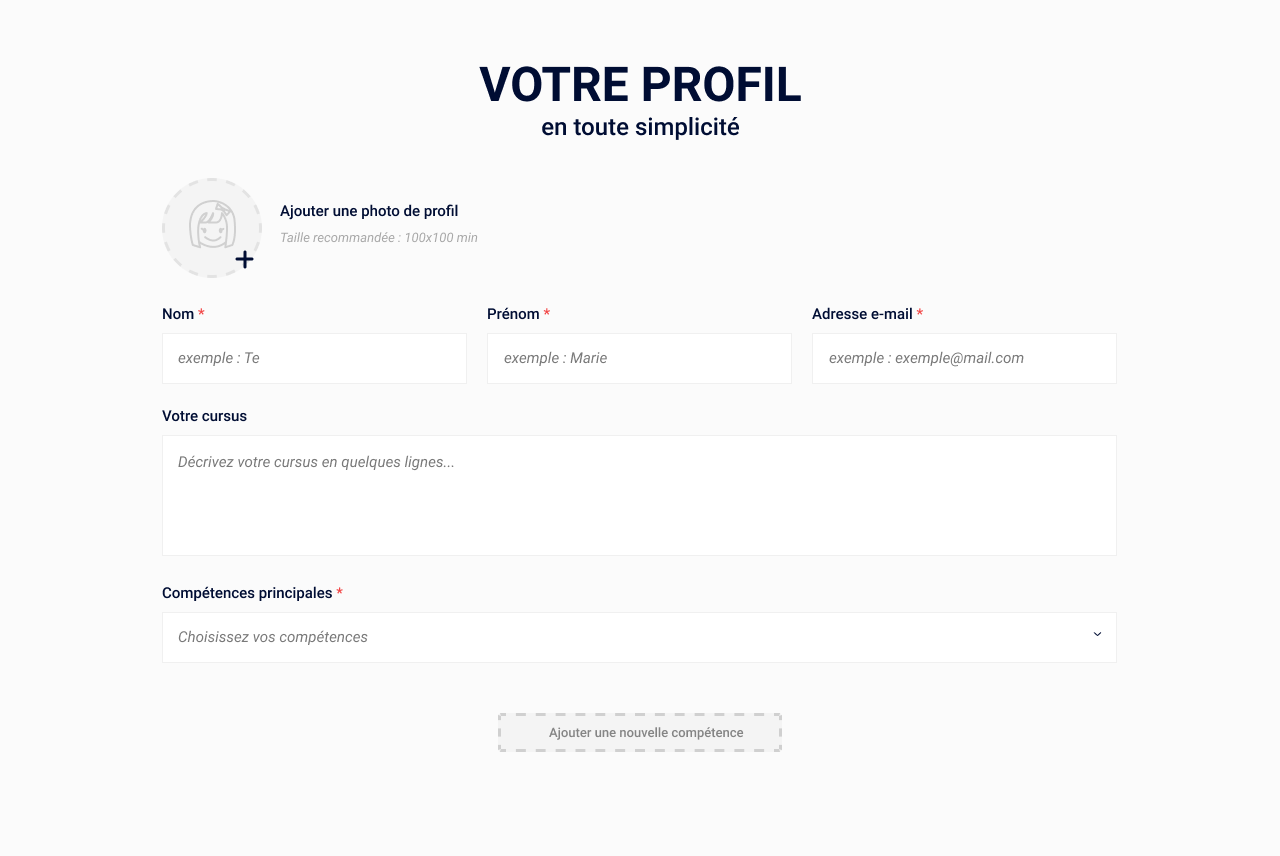 VOTRE PROFIL
en toute simplicité
Ajouter une photo de profil
Taille recommandée : 100x100 min
Nom *
Prénom *
Adresse e-mail *
exemple : Te
exemple : Marie
exemple : exemple@mail.com
Votre cursus
Décrivez votre cursus en quelques lignes...
Compétences principales *
Choisissez vos compétences
Ajouter une nouvelle compétence